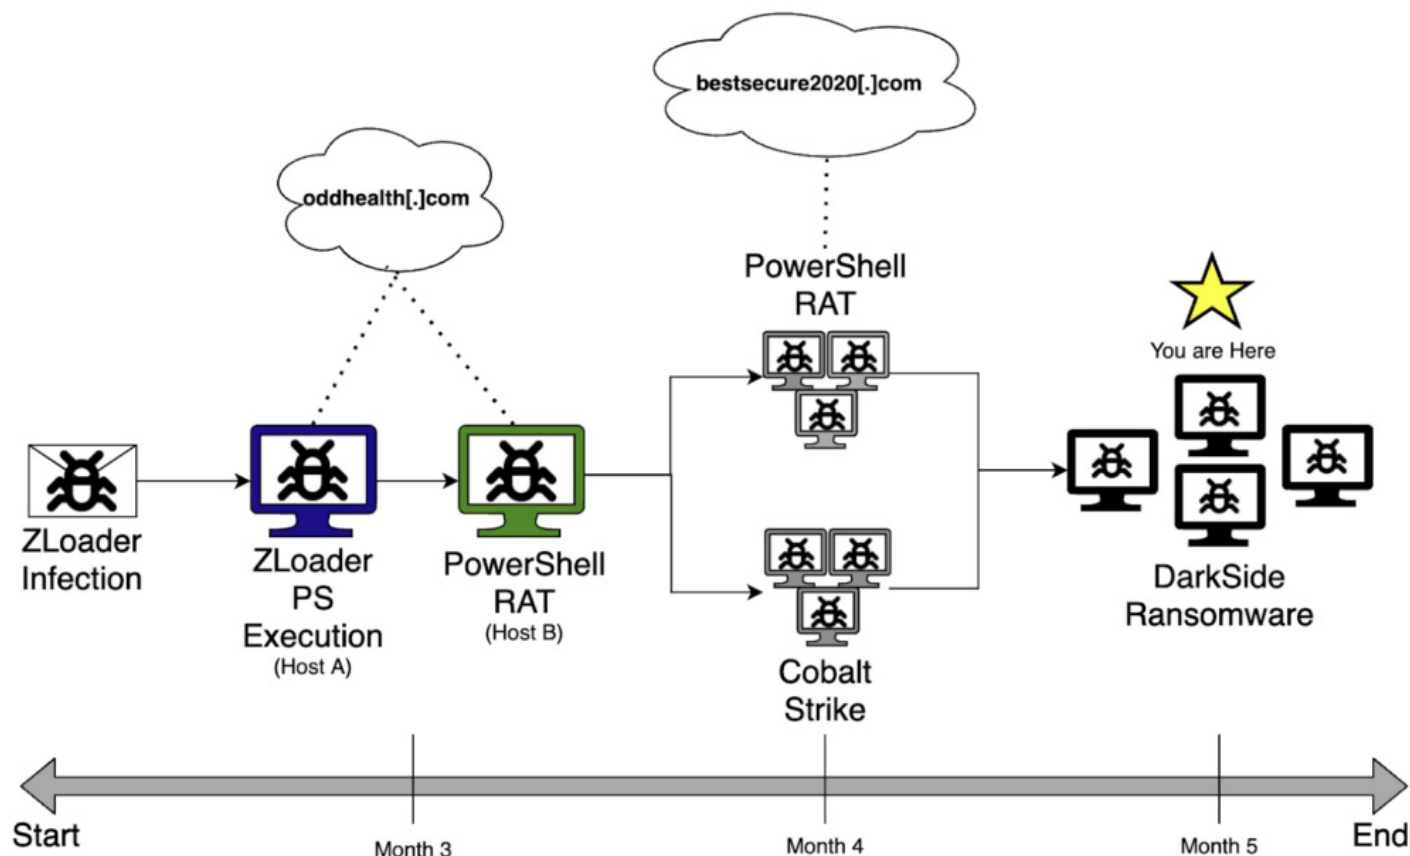 bestsecure2020[.]com
oddhealth[.]com
PowerShell
RAT
You are Here
ZLoader
Infection
ZLoader
PS
Execution
(Host A)
PowerShell
RAT
(Host B)
Cobalt
Strike
DarkSide
Ransomware
Start
Month 3
Month 4
Month 5
End